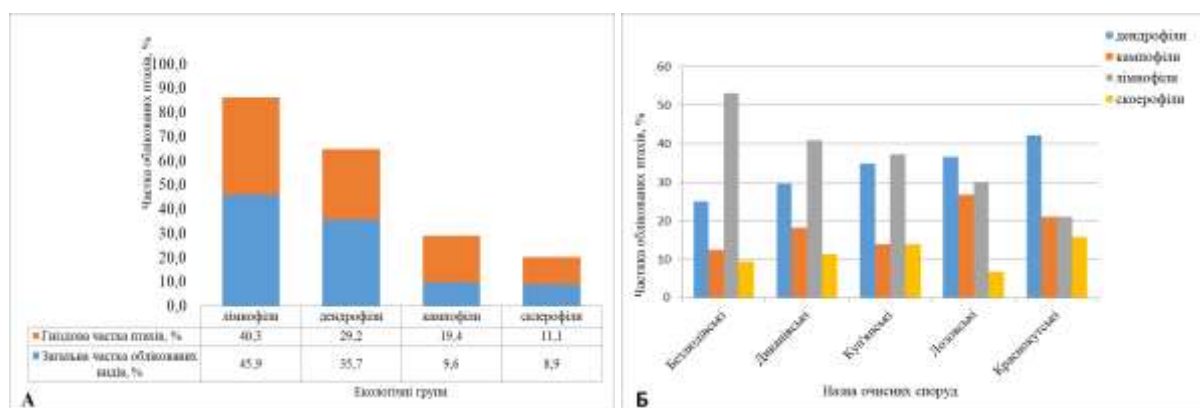 Частка облікованих птахів, %
100,0
90,0
80,0
70,0
60,0
50,0
40,0
30,0
20,0
10,0
0,0
лімнофіли дендрофіли кампофіли склерофіли
Гніздова частка птахів, % 40,3 29,2 19,4 11,1
Загальна частка облікованих
видів, % 45,9 35,7 9,6 8,9
Екологічні групи
А
дендрофіли
кампофіли
лімнофіли
скоерофіли
Частка облікованих птахів, %
60
50
40
30
20
10
0
Безлюдівські
Диканівські
Куп'янські
Лозовські
Краснокутські
Назва очисних споруд
Б